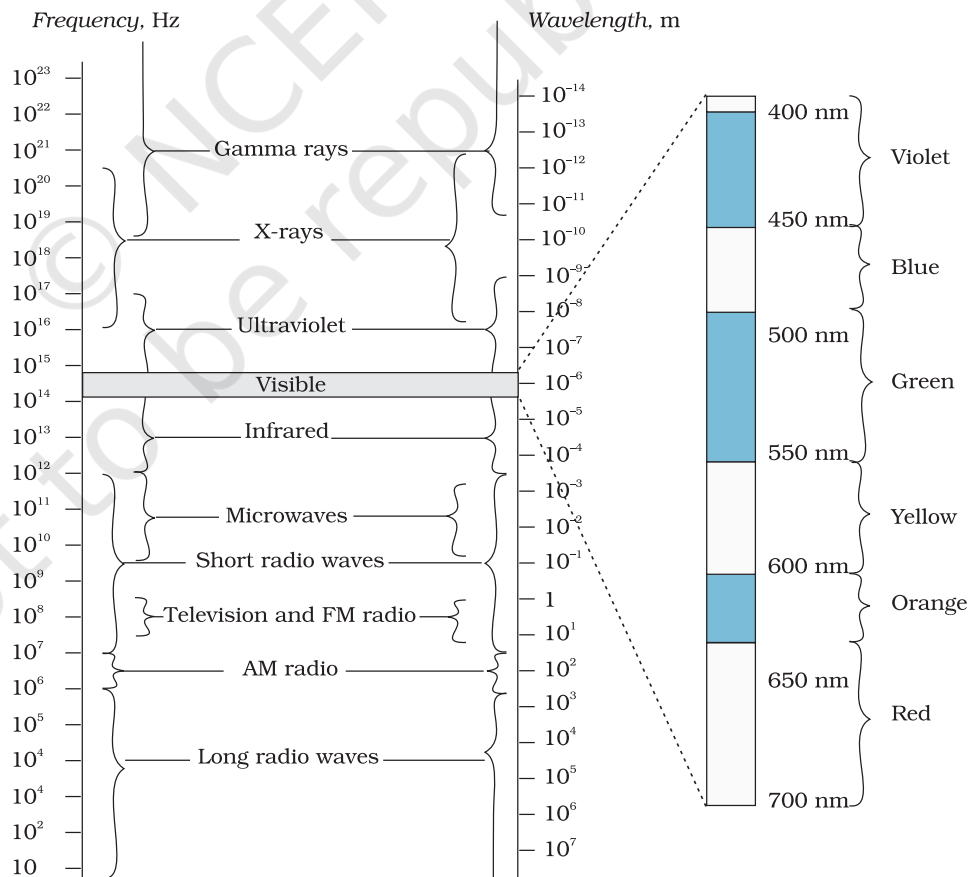 Frequency, Hz
10²³
10²²
10²¹
10²⁰
10¹⁹
10¹⁸
10¹⁷
10¹⁶
10¹⁵
10¹⁴
10¹³
10¹²
10¹¹
10¹⁰
10⁹
10⁸
10⁷
10⁶
10⁵
10⁴
10⁴
10²
10
Gamma rays
X-rays
Ultraviolet
Visible
Infrared
Microwaves
Short radio waves
Television and FM radio
AM radio
Long radio waves
Wavelength, m
10⁻¹⁴
10⁻¹³
10⁻¹²
10⁻¹¹
10⁻¹⁰
10⁻⁹
10⁻⁸
10⁻⁷
10⁻⁶
10⁻⁵
10⁻⁴
10⁻³
10⁻²
10⁻¹
1
10¹
10²
10³
10⁴
10⁵
10⁶
10⁷
400 nm
450 nm
500 nm
550 nm
600 nm
650 nm
700 nm
Violet
Blue
Green
Yellow
Orange
Red
© NCE
to be republ